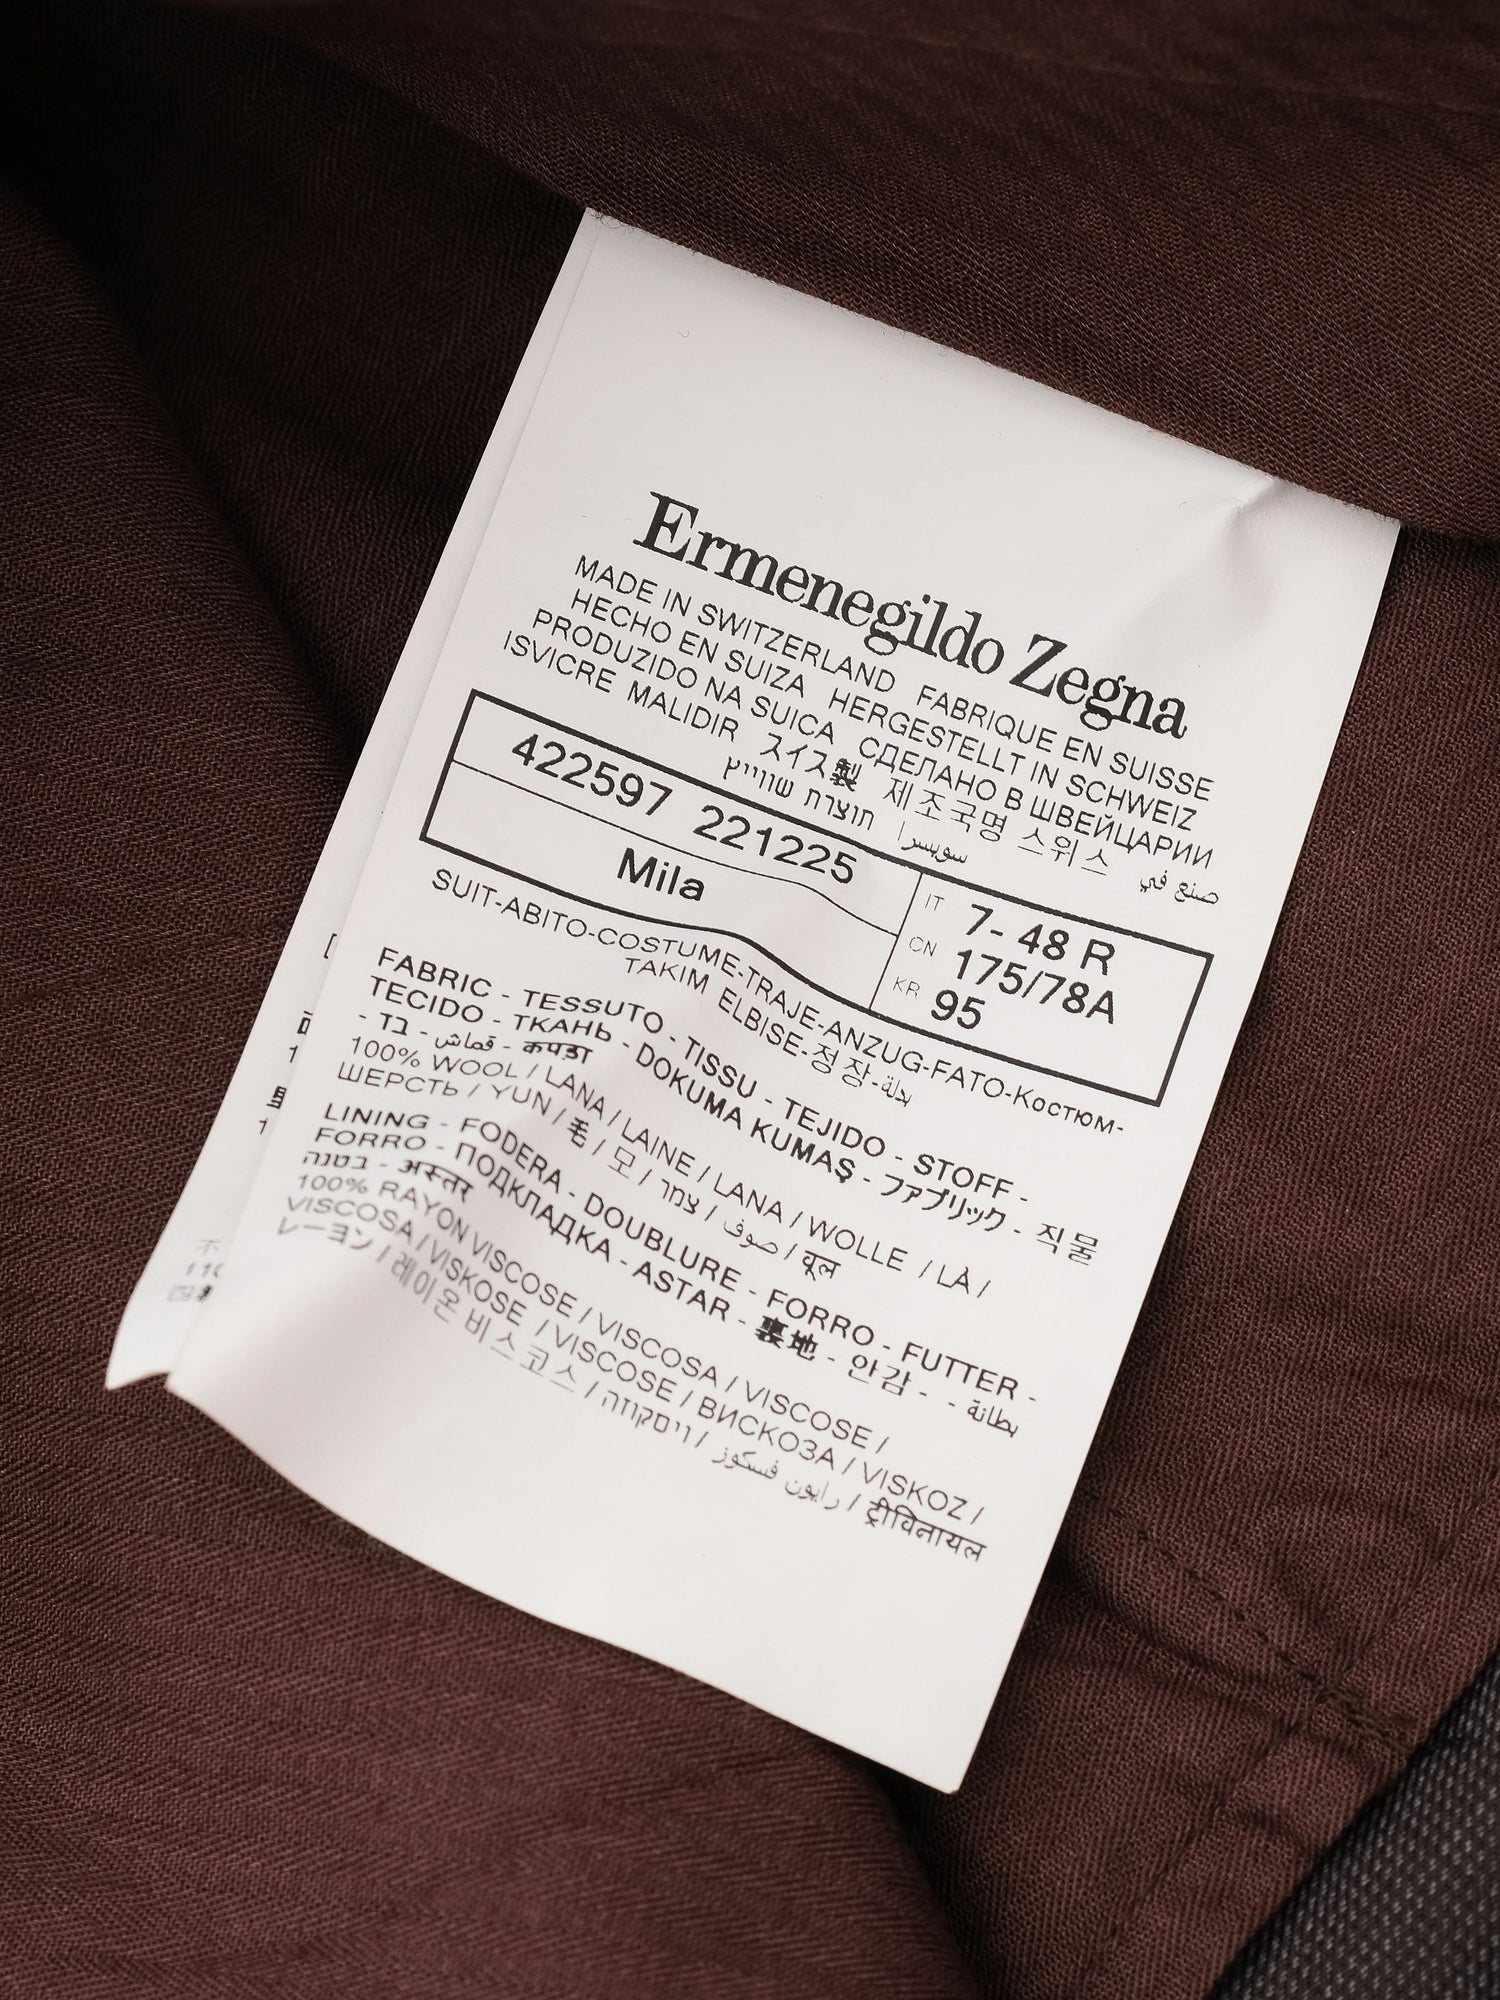 Ermenegildo Zegna
MADE IN SWITZERLAND FABRIQUE EN SUISSE
HECHO EN SUIZA HERGESTELLT IN SCHWEIZ
PRODUZIDO NA SUICA СДЕЛАНО В ШВЕЙЦАРИИ
ISVICRE MALIDIR スイス製 제조국명 스위스
صنع في سويسرا תוצרת שווייץ
422597 221225
Mila
IT 7- 48 R
CN 175/78A
KR 95
SUIT-ABITO-COSTUME-TRAJE-ANZUG-FATO-Костюм-
TAKIM ELBISE-정장-بدلة
FABRIC - TESSUTO - TISSU - TEJIDO - STOFF -
TECIDO - ТКАНЬ - DOKUMA KUMAŞ - ファブリック - 직물
- בד - قماش - कपडा
100% WOOL / LANA / LAINE / LANA / WOLLE / LÀ /
ШЕРСТЬ / YUN / 毛 / 모 / צמר / صوف / वूल
LINING - FODERA - DOUBLURE - FORRO - FUTTER -
FORRO - ПОДКЛАДКА - ASTAR - 裏地 - 안감 - - بطانة
בטנה - अस्तर
100% RAYON VISCOSE / VISCOSA / VISCOSA / VISCOSE /
VISCOSA / VISKOSE / VISCOSE / ВИСКОЗА / VISKOZ /
レーヨン / 레이온 비스코스 / ויסקוזה / رايون فسكوز / ट्रीविनायल